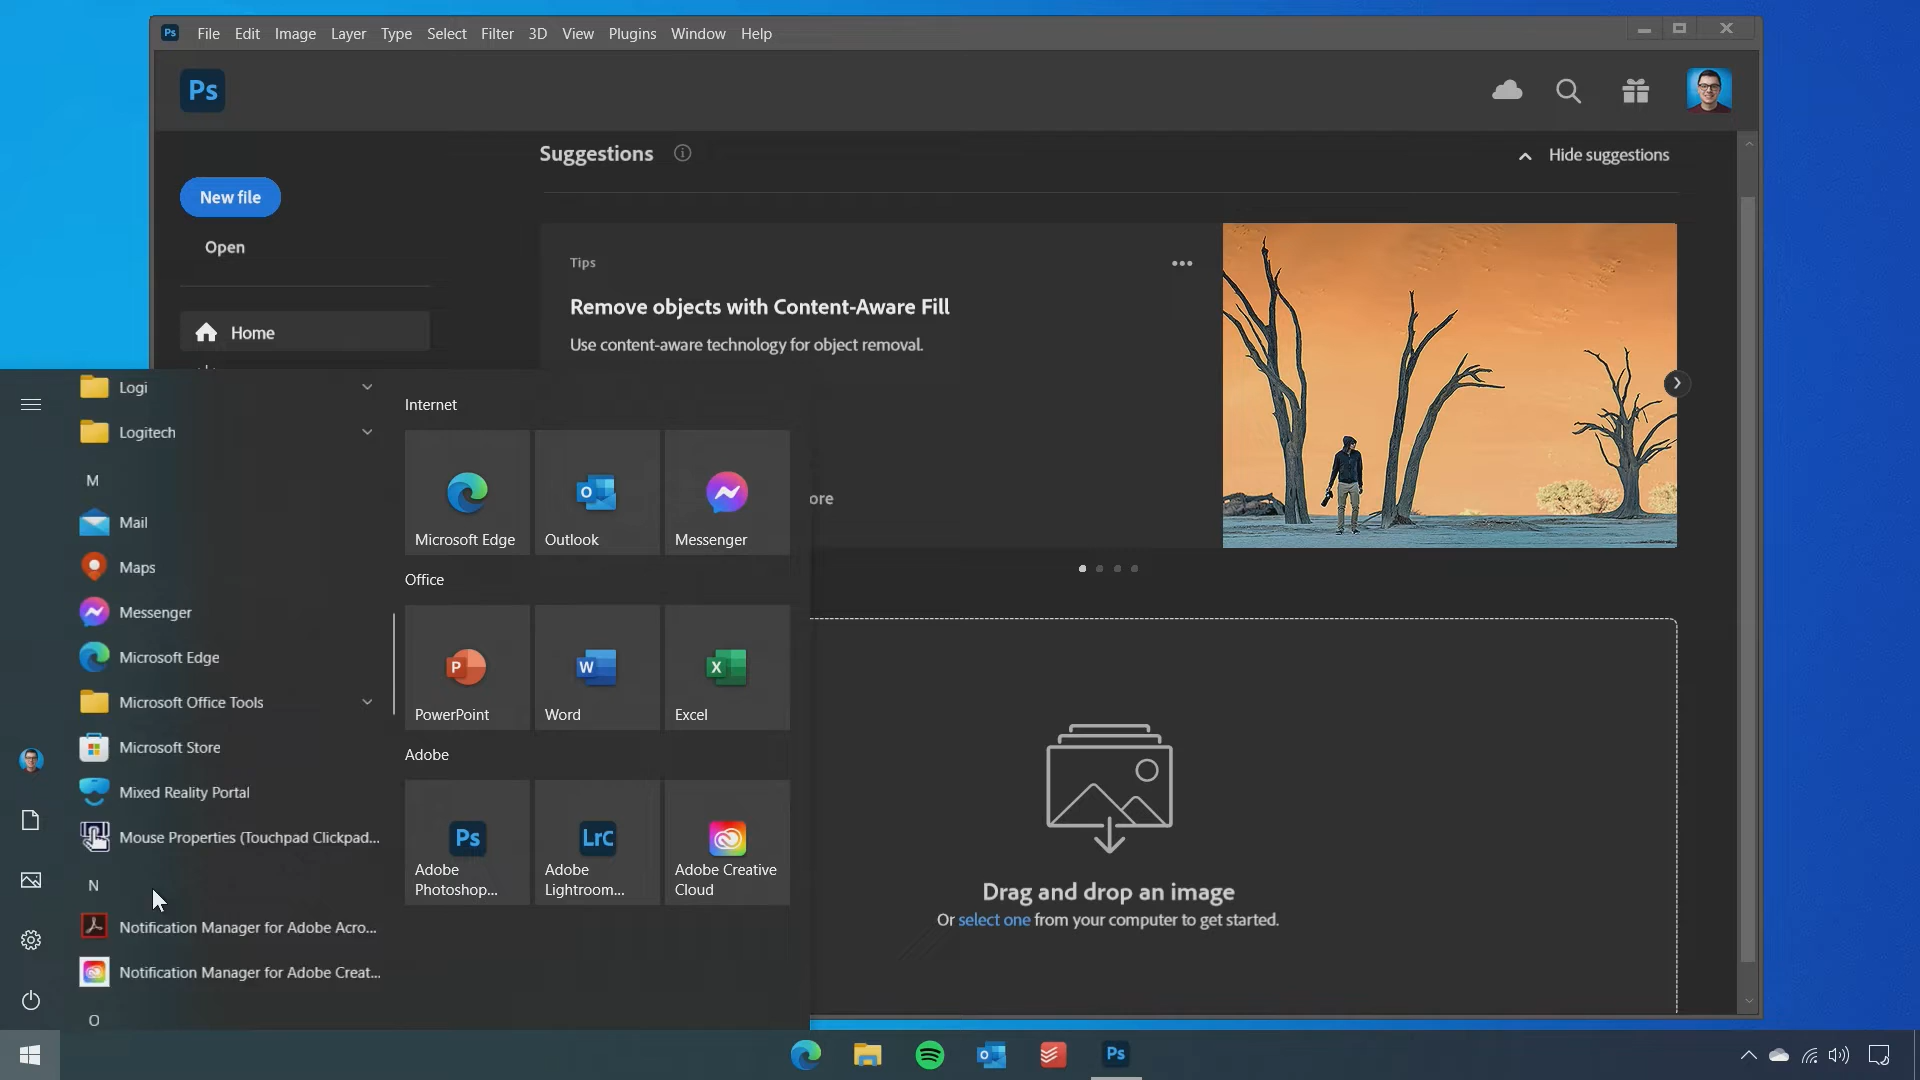 Ps File Edit Image Layer Type Select Filter 3D View Plugins Window Help
Ps
Suggestions
Hide suggestions
New file
Open
Home
Tips
Remove objects with Content-Aware Fill
Use content-aware technology for object removal.
ore
Drag and drop an image
Or select one from your computer to get started.
Logi
Logitech
M
Mail
Maps
Messenger
Microsoft Edge
Microsoft Office Tools
Microsoft Store
Mixed Reality Portal
Mouse Properties (Touchpad Clickpad...
N
Notification Manager for Adobe Acro...
Notification Manager for Adobe Creat...
O
Internet
Microsoft Edge
Outlook
Messenger
Office
PowerPoint
Word
Excel
Adobe
Ps
Adobe
Photoshop...
LrC
Adobe
Lightroom...
Adobe Creative
Cloud
Ps